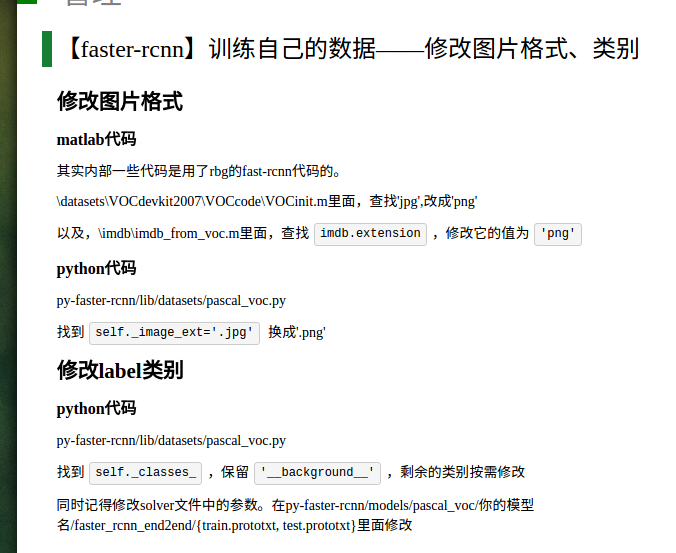 【faster-rcnn】训练自己的数据——修改图片格式、类别
修改图片格式
matlab代码
其实内部一些代码是用了rbg的fast-rcnn代码的。
\datasets\VOCdevkit2007\VOCcode\VOCinit.m里面，查找'jpg',改成'png'
以及，\imdb\imdb_from_voc.m里面，查找 imdb.extension ，修改它的值为 'png'
python代码
py-faster-rcnn/lib/datasets/pascal_voc.py
找到 self._image_ext='.jpg' 换成'.png'
修改label类别
python代码
py-faster-rcnn/lib/datasets/pascal_voc.py
找到 self._classes_ ，保留 '__background__' ，剩余的类别按需修改
同时记得修改solver文件中的参数。在py-faster-rcnn/models/pascal_voc/你的模型
名/faster_rcnn_end2end/{train.prototxt, test.prototxt}里面修改